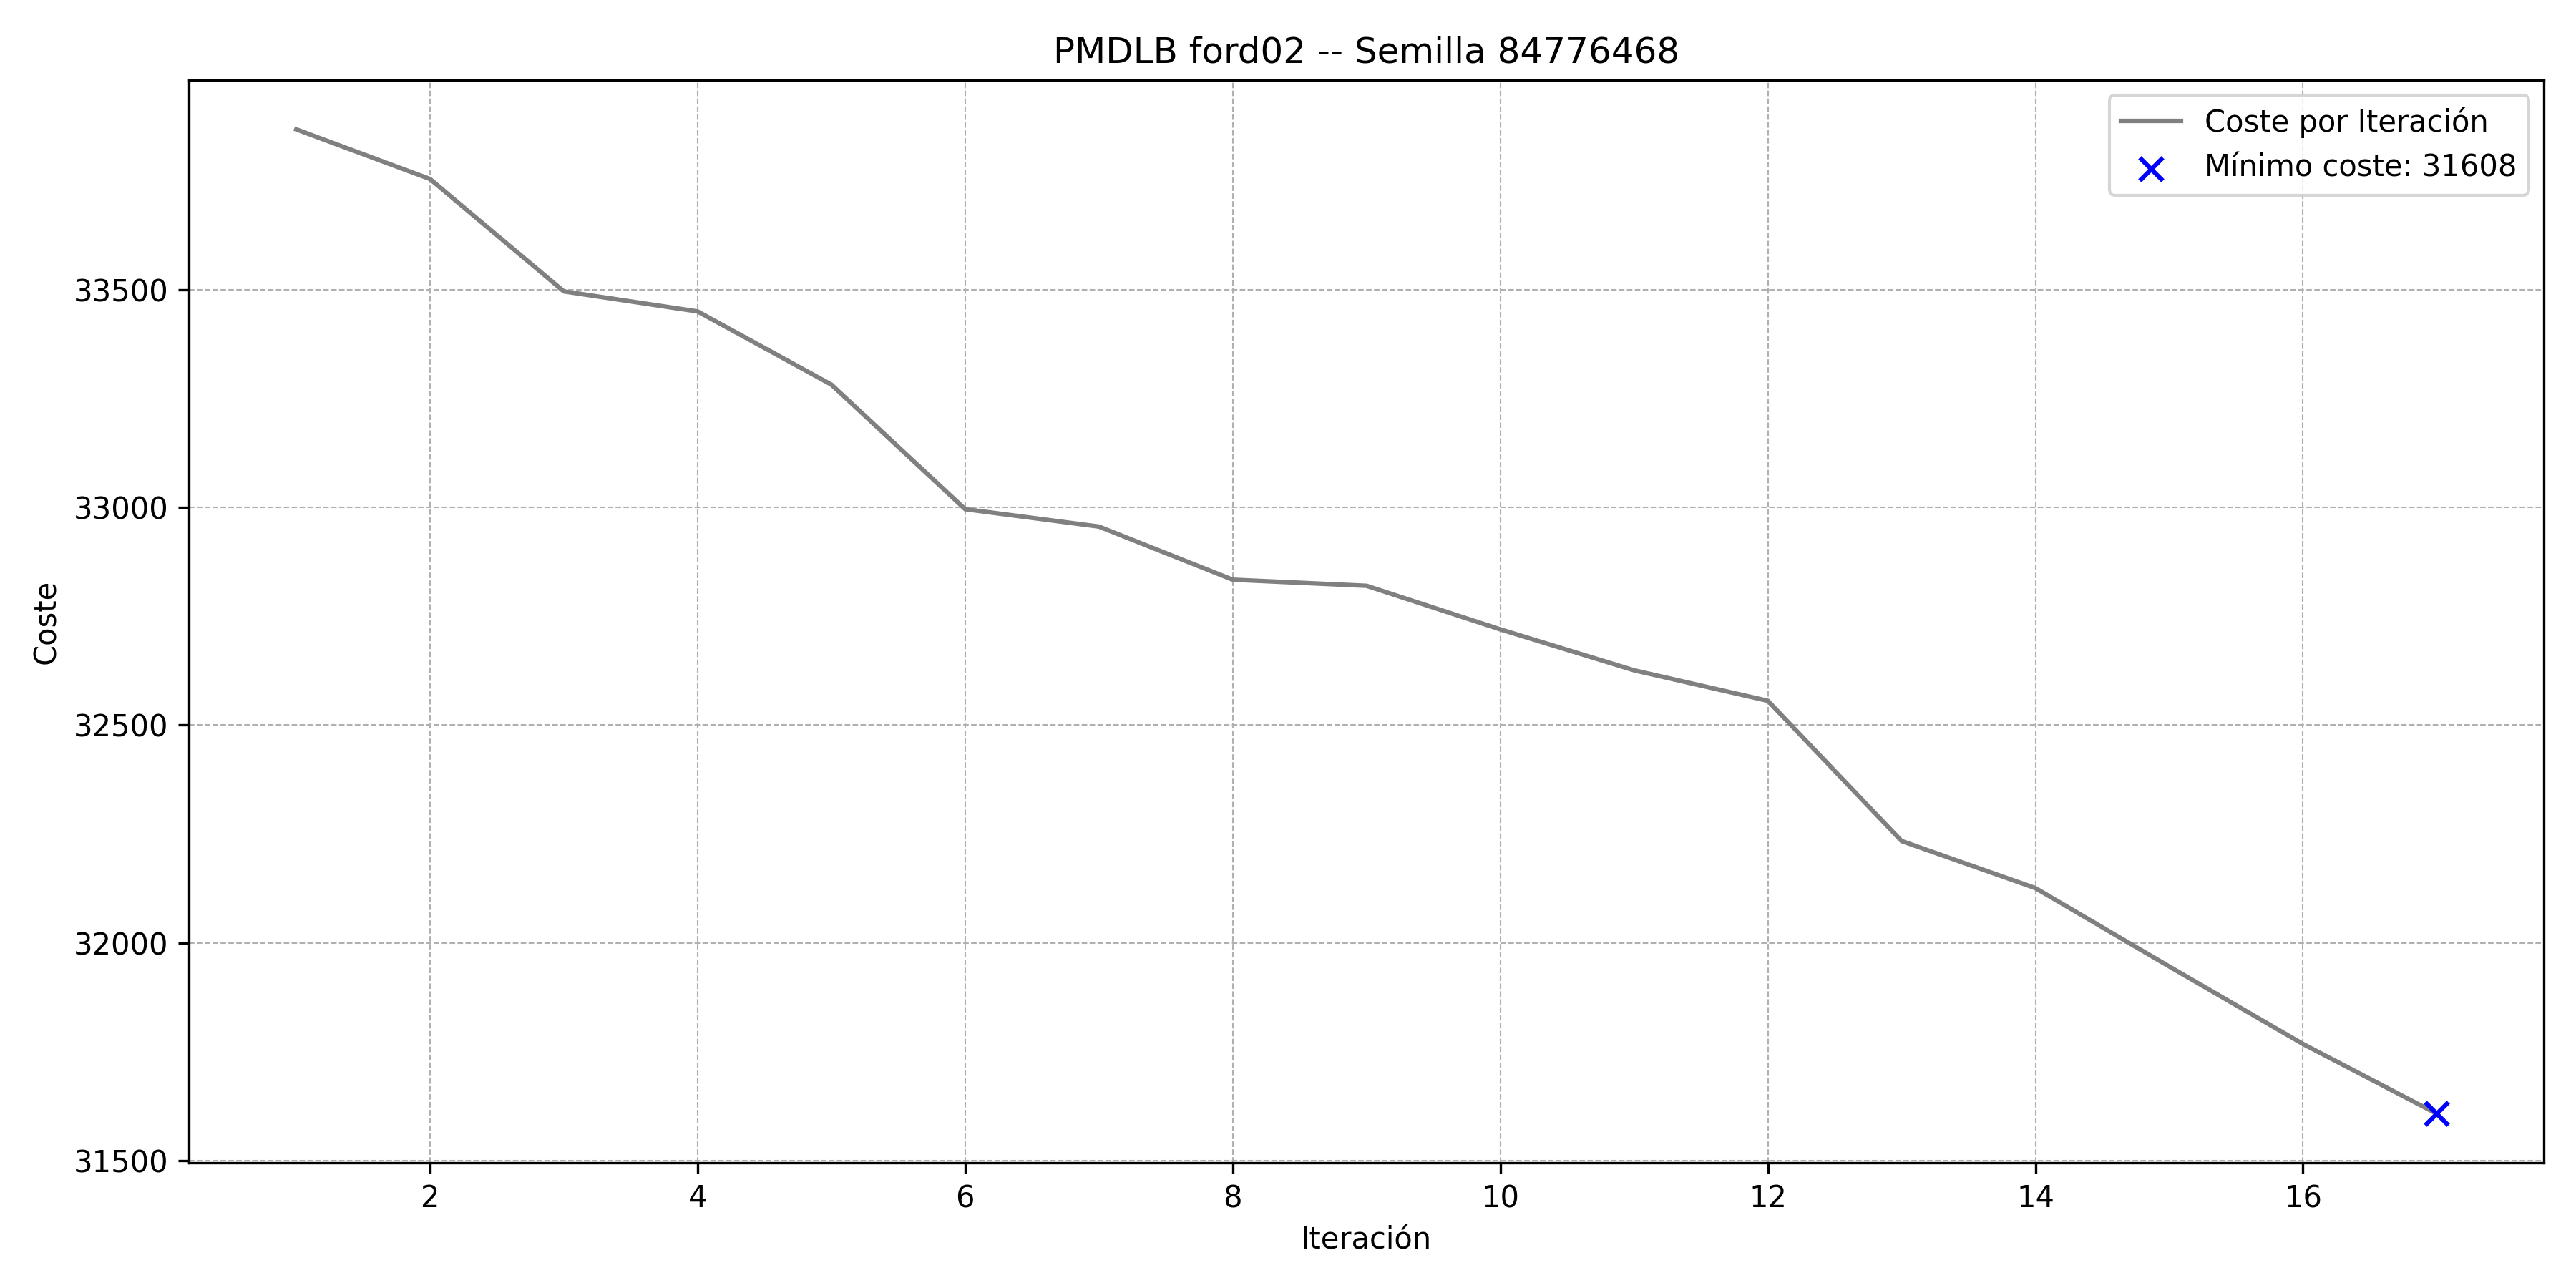 PMDLB ford02 -- Semilla 84776468
Coste por Iteración
Mínimo coste: 31608
33500
33000
32500
32000
31500
Coste
2 4 6 8 10 12 14 16
Iteración